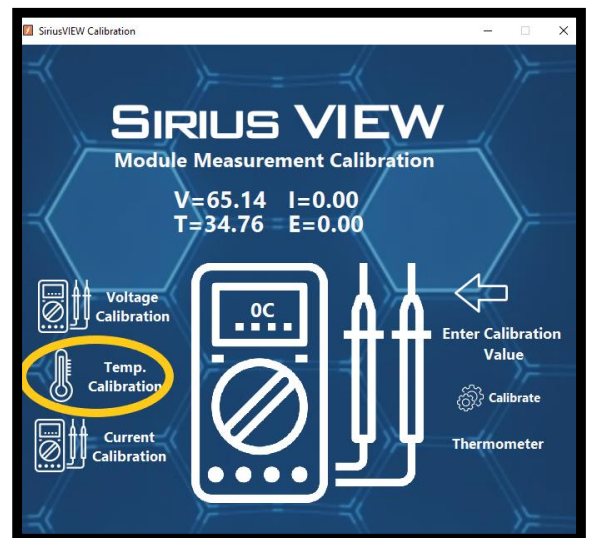 SiriusVIEW Calibration
SIRIUS VIEW
Module Measurement Calibration
V=65.14 I=0.00
T=34.76 E=0.00
Voltage
Calibration
Temp.
Calibration
Current
Calibration
0C
Enter Calibration
Value
Calibrate
Thermometer